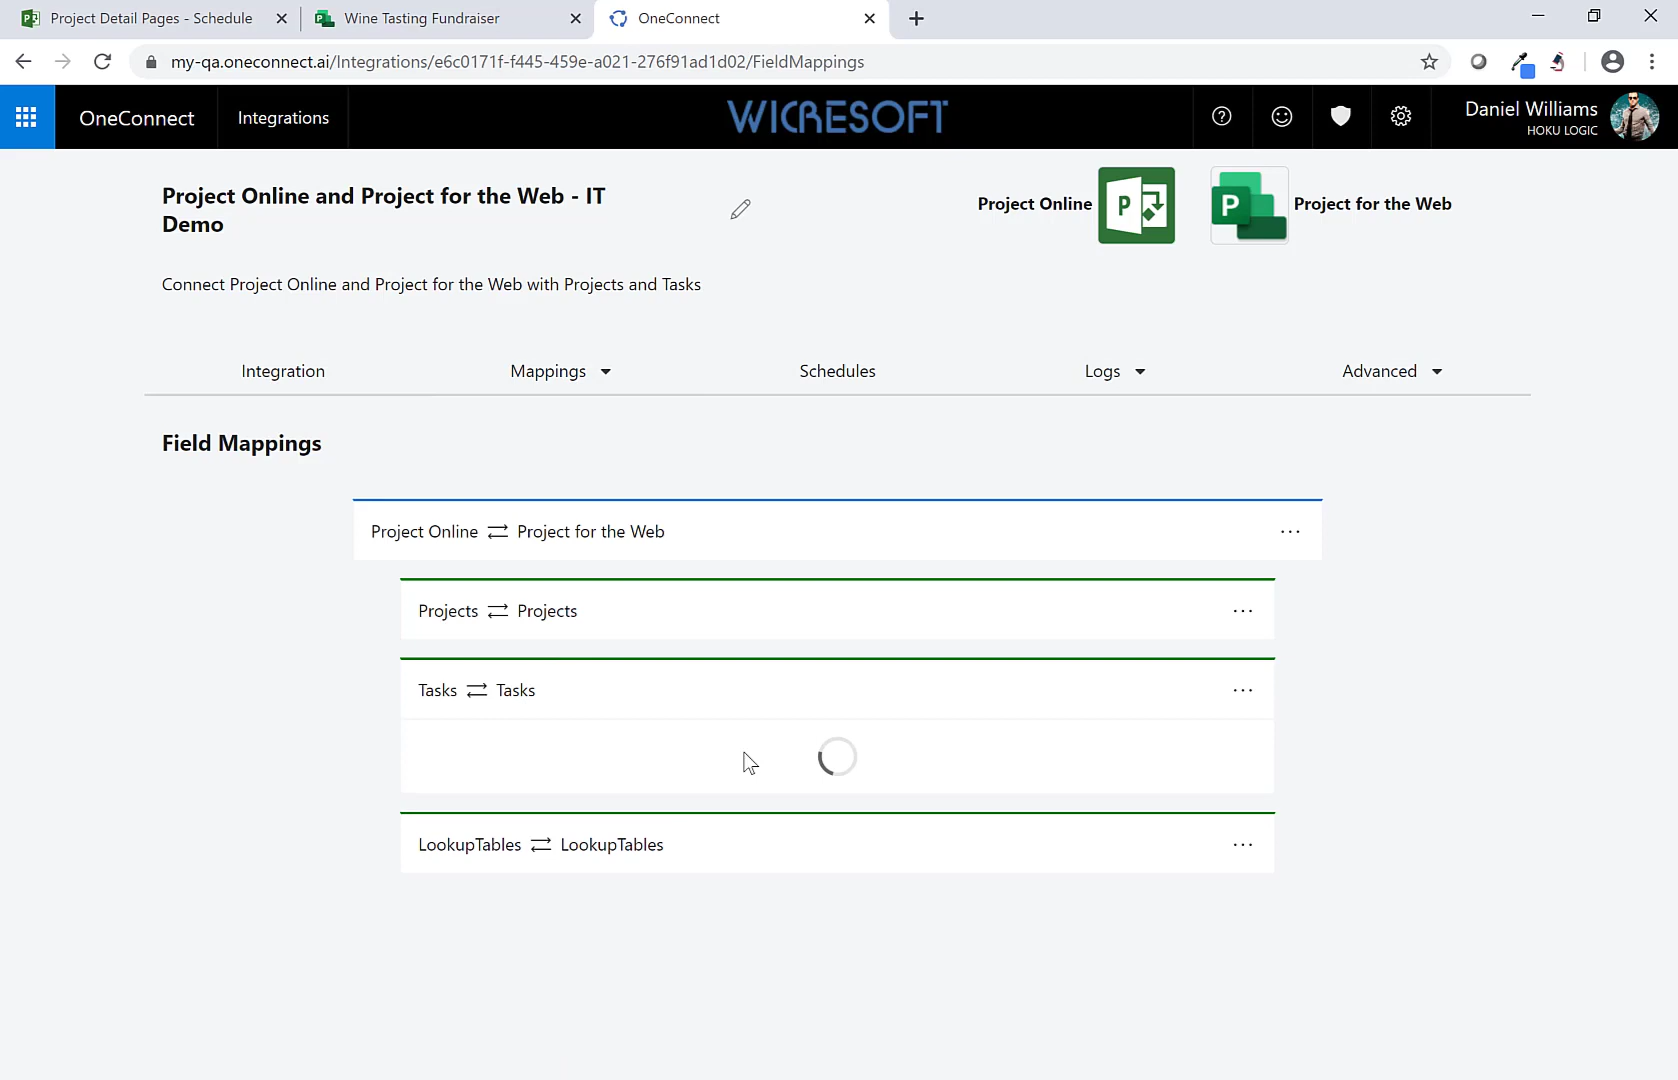 Project Detail Pages - Schedule
Wine Tasting Fundraiser
OneConnect
my-qa.oneconnect.ai/Integrations/e6c0171f-f445-459e-a021-276f91ad1d02/FieldMappings
OneConnect
Integrations
WICRESOFT
Daniel Williams
HOKU LOGIC
Project Online and Project for the Web - IT
Demo
Project Online
Project for the Web
Connect Project Online and Project for the Web with Projects and Tasks
Integration
Mappings
Schedules
Logs
Advanced
Field Mappings
Project Online ⇄ Project for the Web
Projects ⇄ Projects
Tasks ⇄ Tasks
LookupTables ⇄ LookupTables